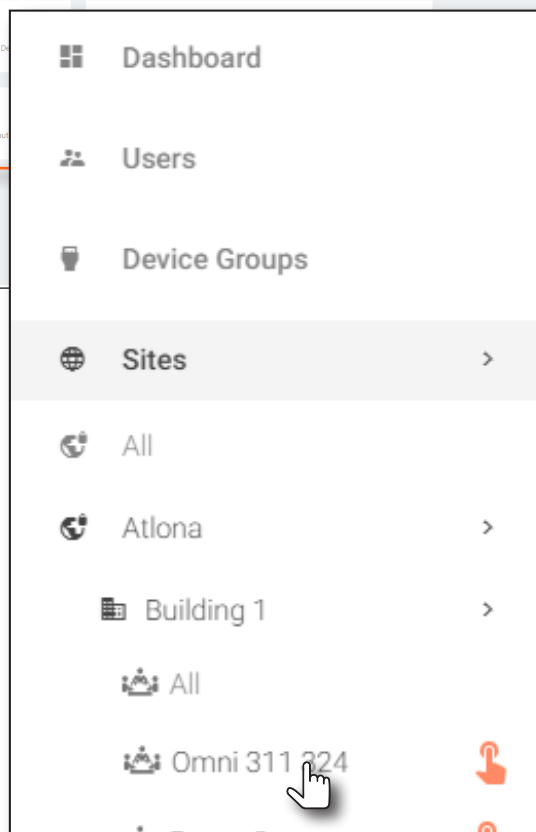 Dashboard
Users
Device Groups
Sites
All
Atlona
Building 1
All
Omni 311 324